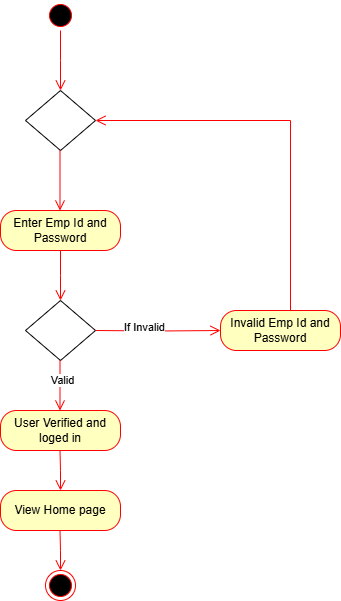 Enter Emp Id and
Password
If Invalid
Invalid Emp Id and
Password
Valid
User Verified and
loged in
View Home page